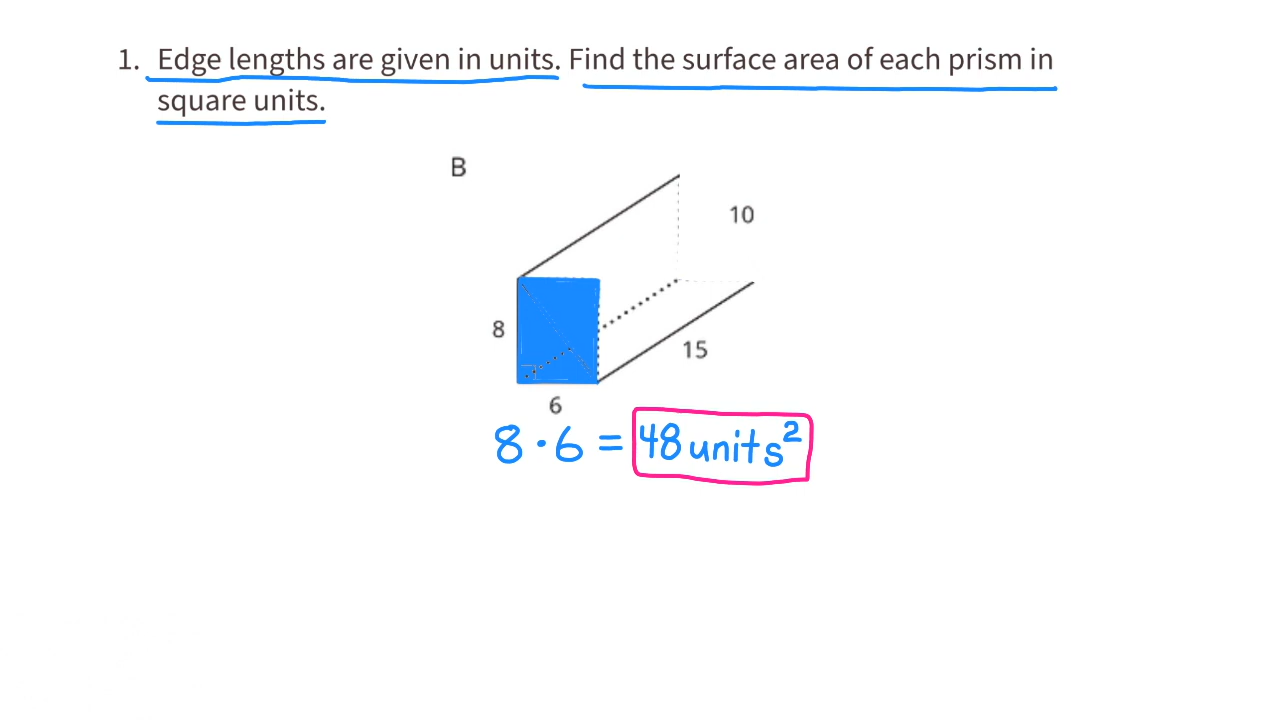 1. Edge lengths are given in units. Find the surface area of each prism in
square units.
B
10
8
15
6
8 · 6 = 48 units²